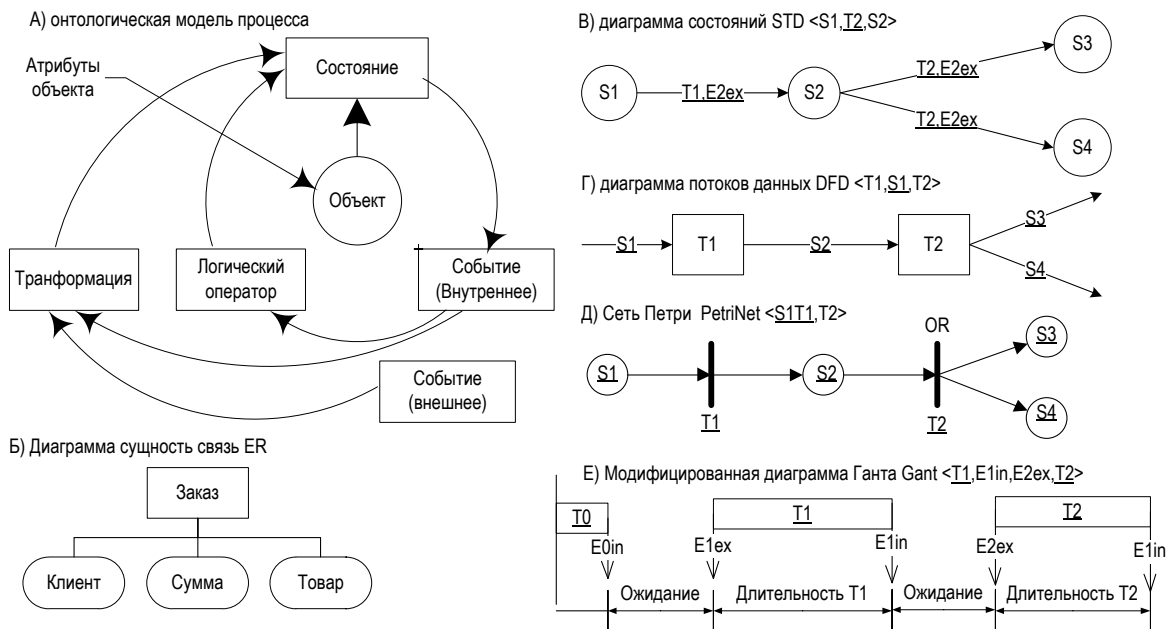 А) онтологическая модель процесса
Атрибуты
объекта
Состояние
Объект
Транформация
Логический
оператор
Событие
(Внутреннее)
Событие
(внешнее)
Б) Диаграмма сущность связь ER
Заказ
Клиент
Сумма
Товар
В) диаграмма состояний STD <S1,T2,S2>
S1
T1,E2ex
S2
T2,E2ex
S3
T2,E2ex
S4
Г) диаграмма потоков данных DFD <T1,S1,T2>
S1
T1
S2
T2
S3
S4
Д) Сеть Петри PetriNet <S1T1,T2>
OR
S1
T1
S2
T2
S3
S4
Е) Модифицированная диаграмма Ганта Gant <T1,E1in,E2ex,T2>
T0
T1
T2
E0in
E1ex
E1in
E2ex
E1in
Ожидание
Длительность T1
Ожидание
Длительность T2